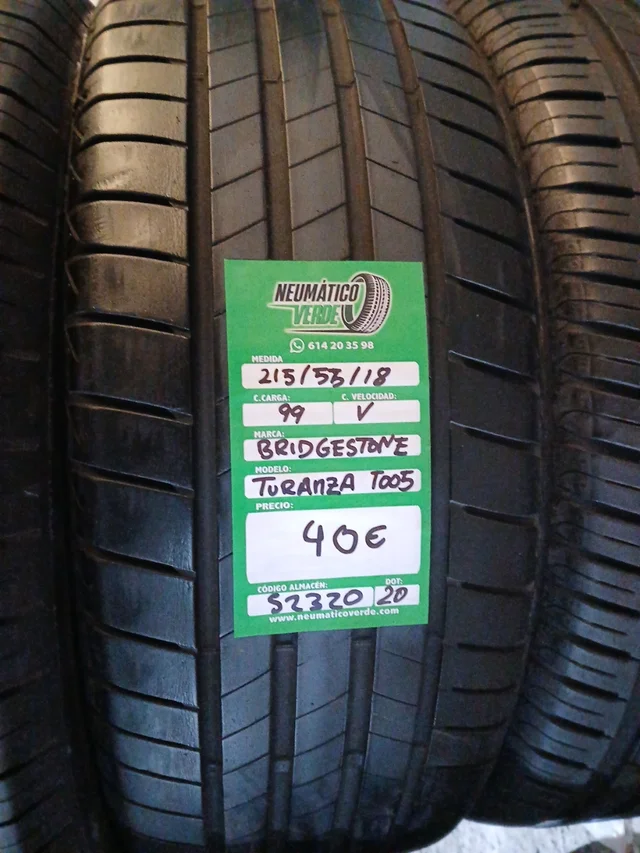 NEUMÁTICO
VERDE
614 20 35 98
MEDIDA
215/55/18
C.CARGA: C. VELOCIDAD:
99 V
MARCA:
BRIDGESTONE
MODELO:
TURANZA T005
PRECIO:
40€
CÓDIGO ALMACÉN: DOT:
S2320 20
www.neumaticoverde.com